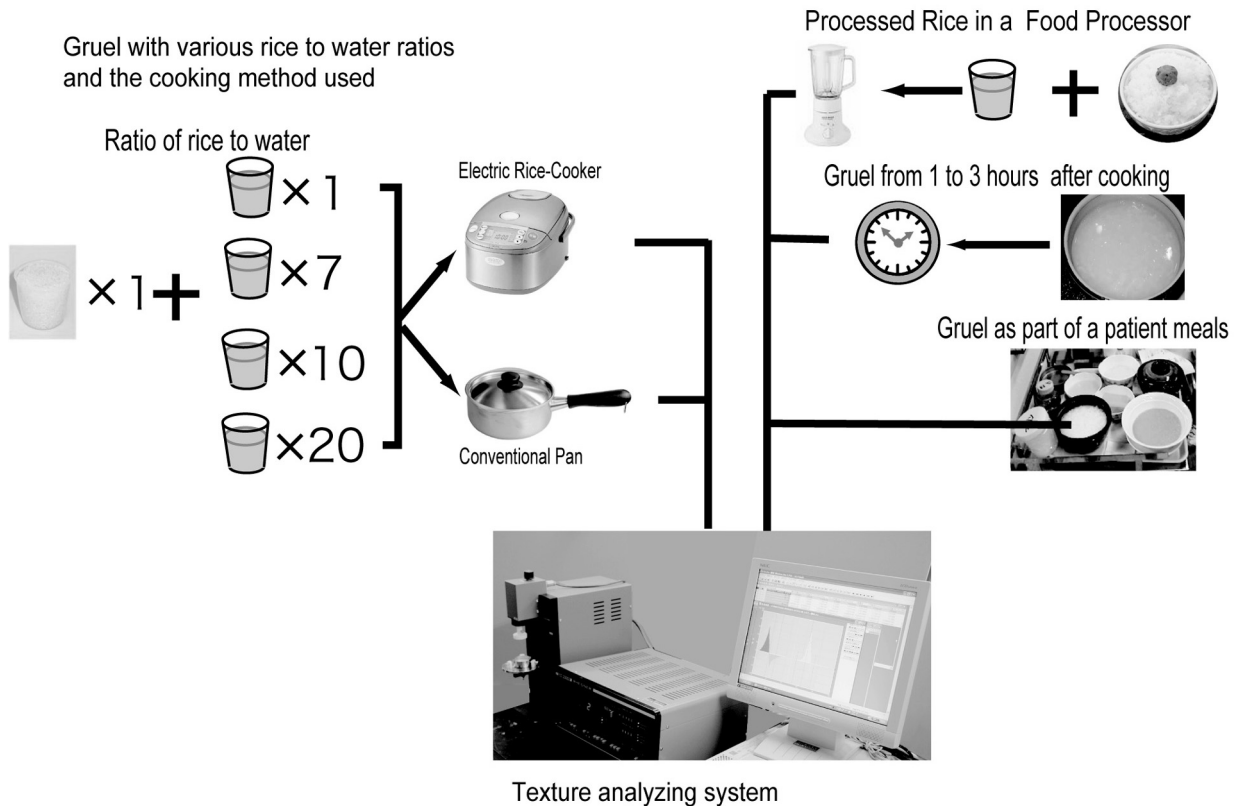 Gruel with various rice to water ratios
and the cooking method used
Ratio of rice to water
×1
×7
×10
×20
×1
Electric Rice-Cooker
Conventional Pan
Processed Rice in a Food Processor
Gruel from 1 to 3 hours after cooking
Gruel as part of a patient meals
Texture analyzing system